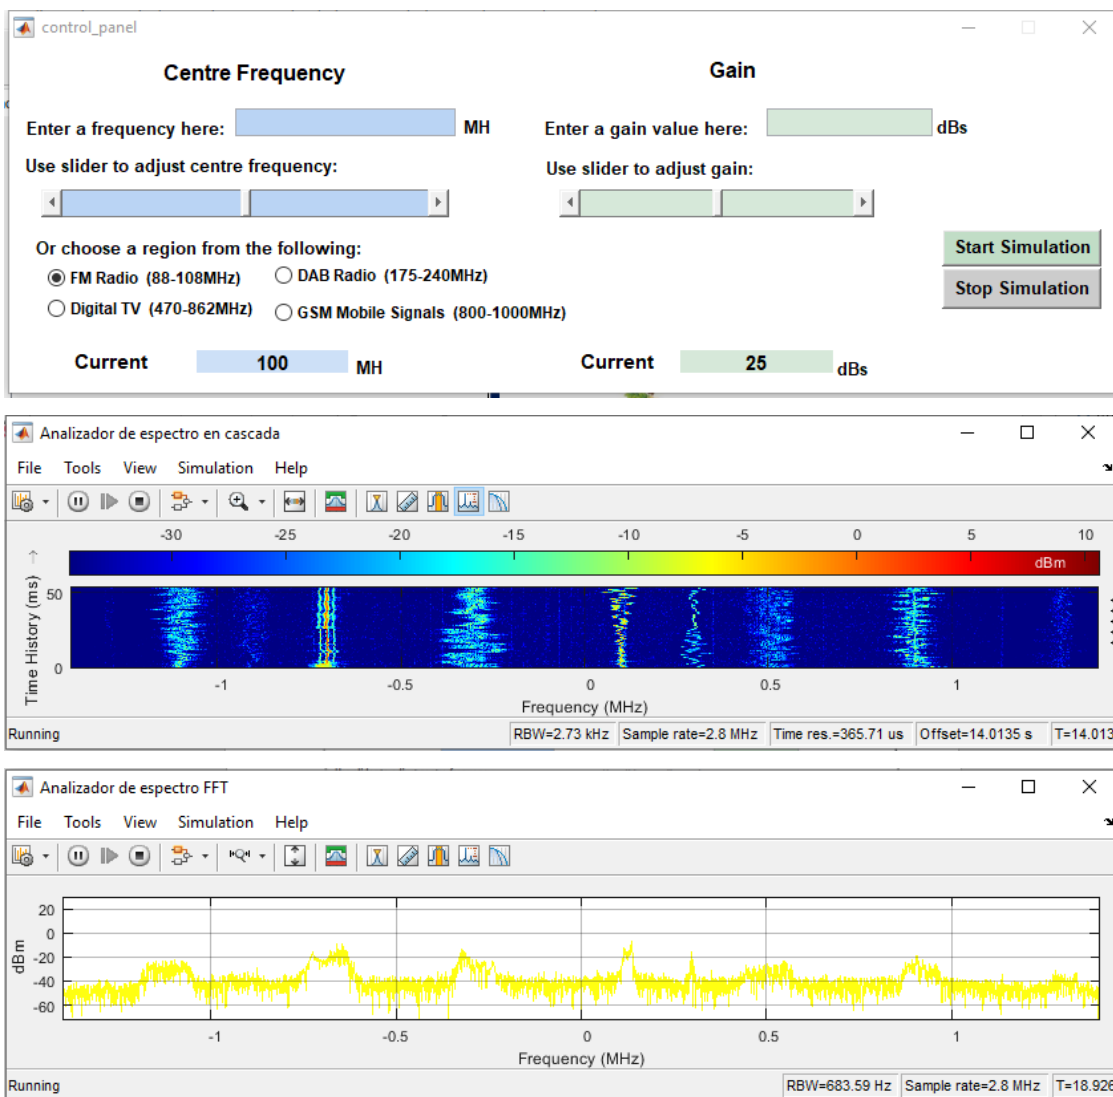 control_panel
Centre Frequency
Gain
Enter a frequency here:
MH
Enter a gain value here:
dBs
Use slider to adjust centre frequency:
Use slider to adjust gain:
Or choose a region from the following:
FM Radio (88-108MHz)
DAB Radio (175-240MHz)
Digital TV (470-862MHz)
GSM Mobile Signals (800-1000MHz)
Start Simulation
Stop Simulation
Current 100 MH
Current 25 dBs
Analizador de espectro en cascada
File Tools View Simulation Help
-30 -25 -20 -15 -10 -5 0 5 10
dBm
Time History (ms)
50
0
-1 -0.5 0 0.5 1
Frequency (MHz)
Running
RBW=2.73 kHz
Sample rate=2.8 MHz
Time res.=365.71 us
Offset=14.0135 s
T=14.013
Analizador de espectro FFT
File Tools View Simulation Help
dBm
20
0
-20
-40
-60
-1 -0.5 0 0.5 1
Frequency (MHz)
Running
RBW=683.59 Hz
Sample rate=2.8 MHz
T=18.926